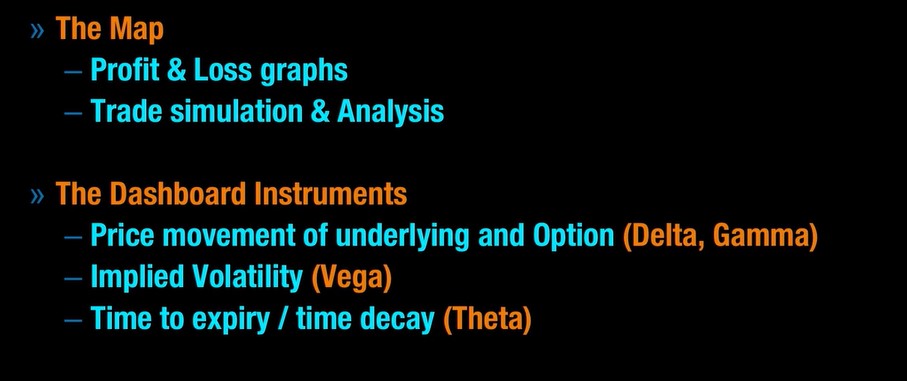 » The Map
– Profit & Loss graphs
– Trade simulation & Analysis
» The Dashboard Instruments
– Price movement of underlying and Option (Delta, Gamma)
– Implied Volatility (Vega)
– Time to expiry / time decay (Theta)